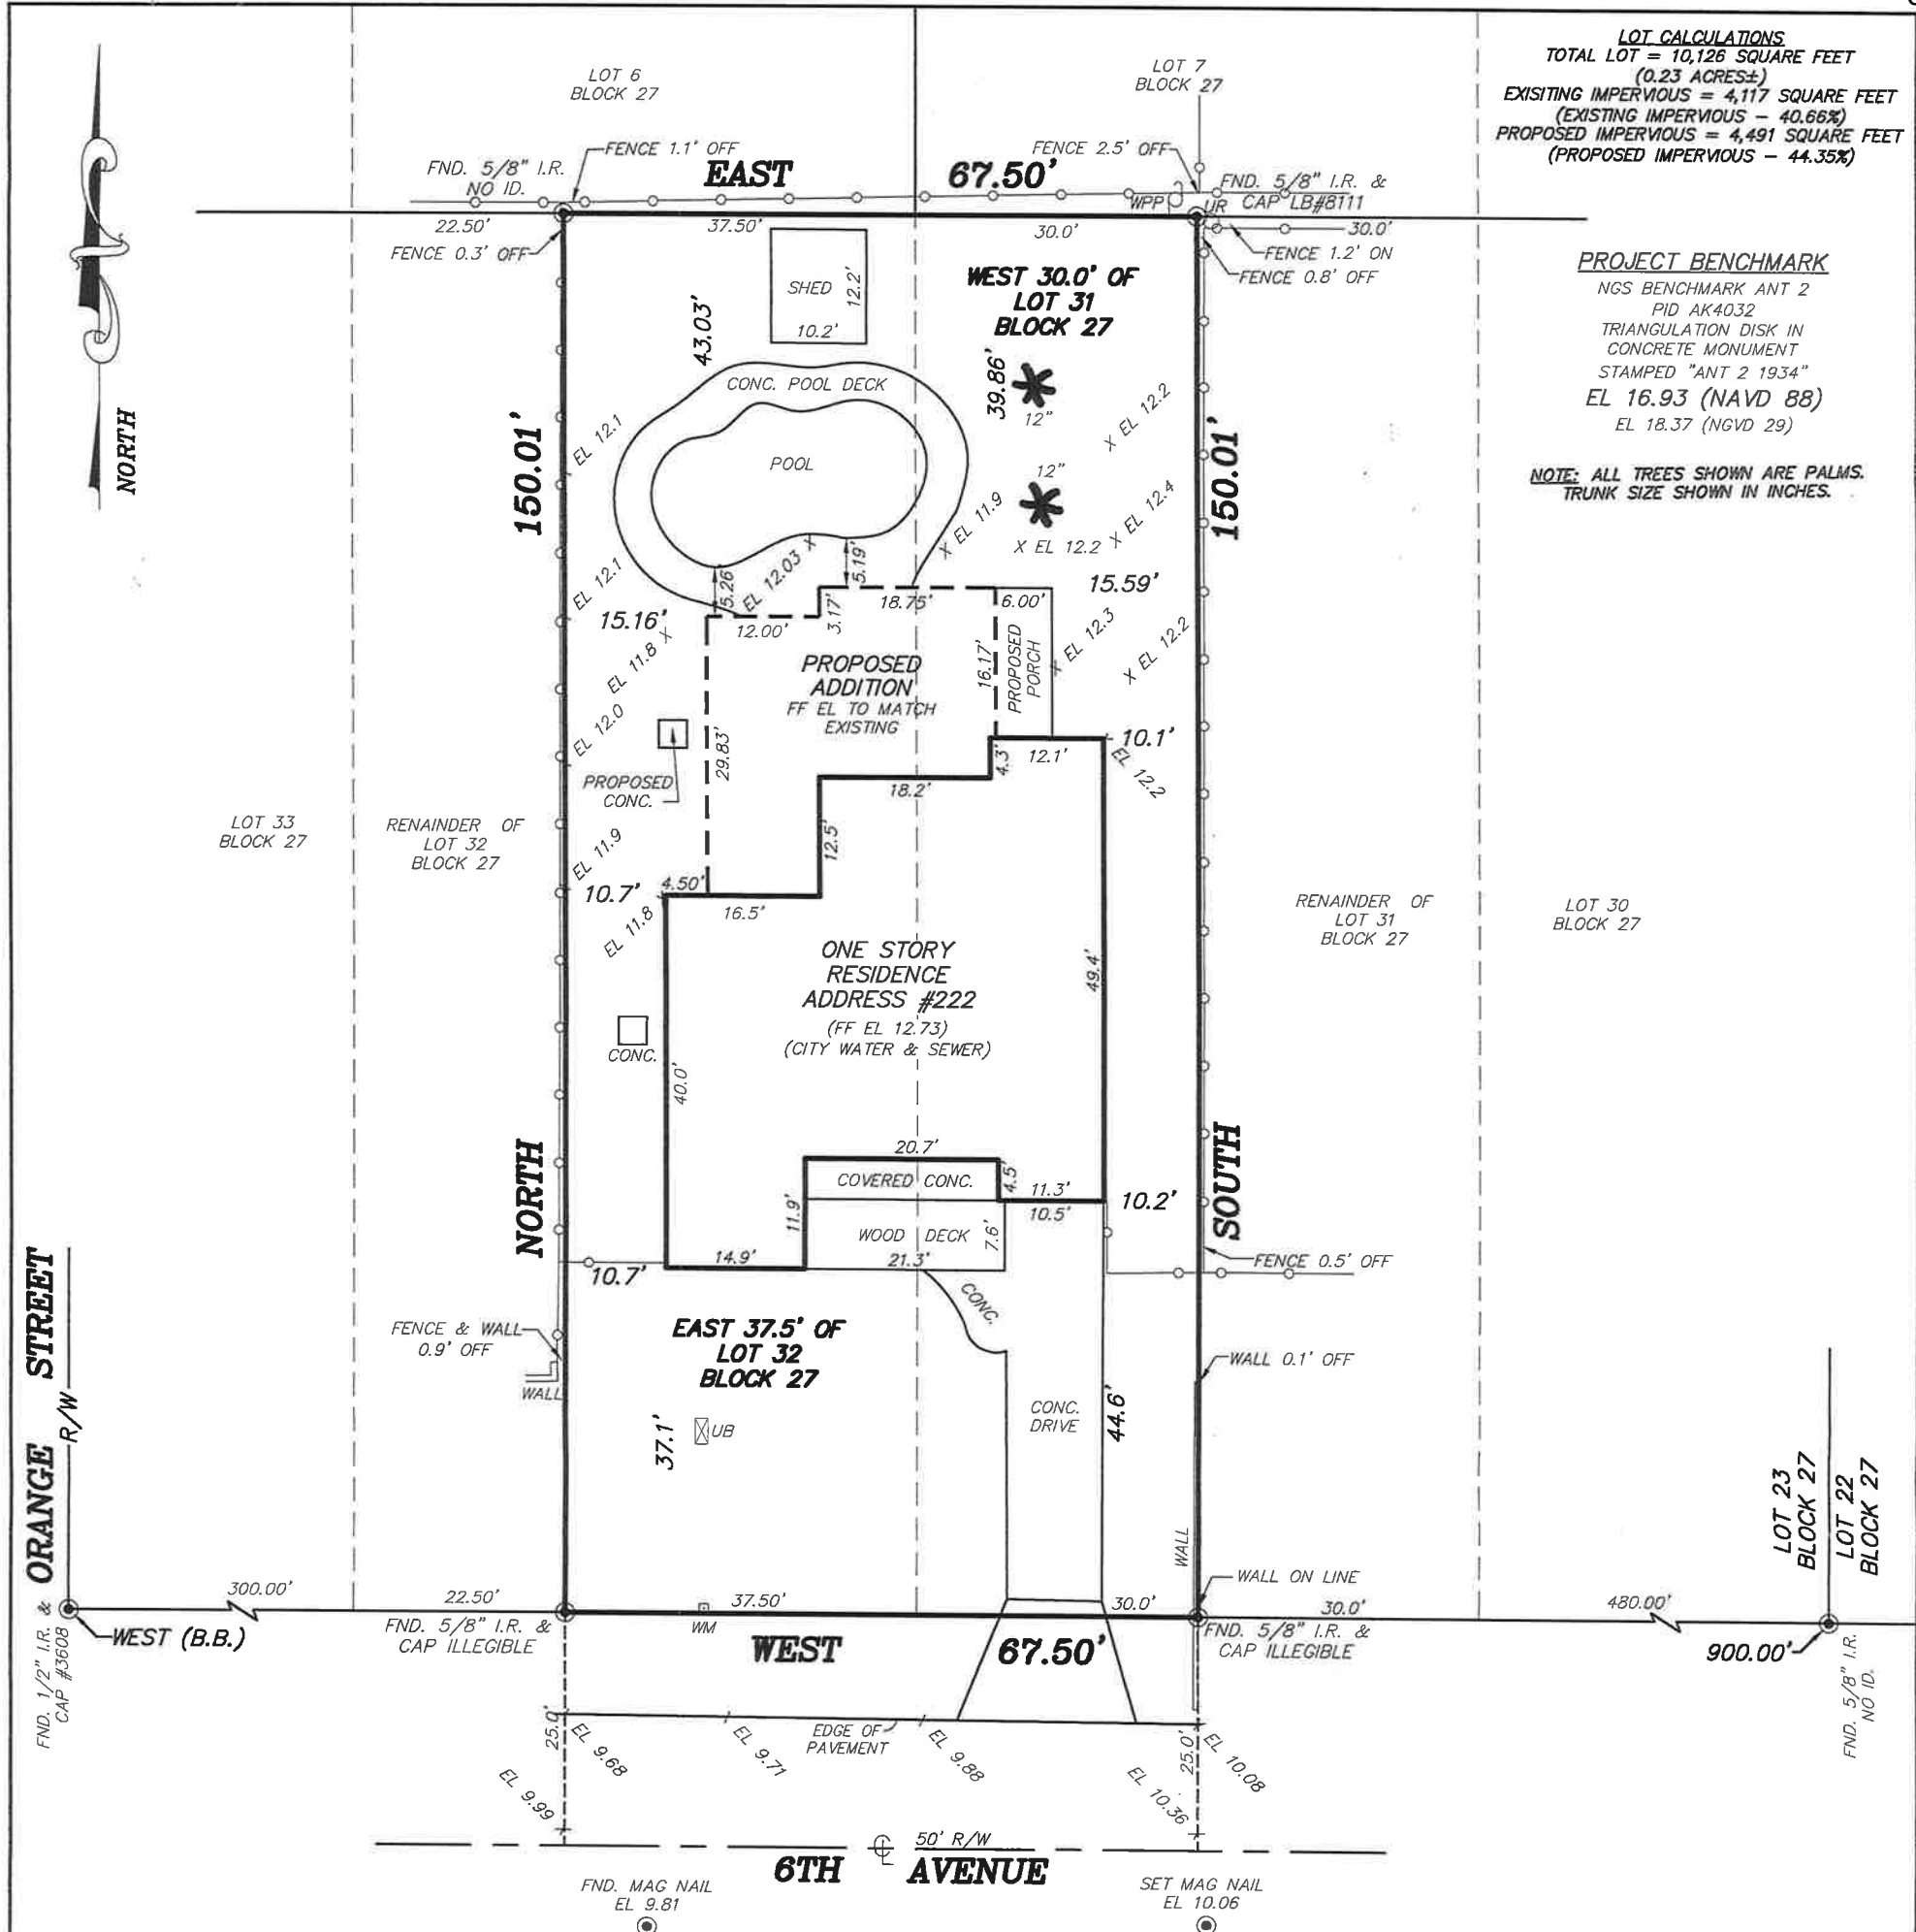 LOT CALCULATIONS
TOTAL LOT = 10,126 SQUARE FEET
(0.23 ACRES±)
EXISITING IMPERVIOUS = 4,117 SQUARE FEET
(EXISTING IMPERVIOUS - 40.66%)
PROPOSED IMPERVIOUS = 4,491 SQUARE FEET
(PROPOSED IMPERVIOUS - 44.35%)
LOT 6
BLOCK 27
LOT 7
BLOCK 27
FENCE 1.1' OFF
FENCE 2.5' OFF
FND. 5/8" I.R.
NO ID.
EAST 67.50'
FND. 5/8" I.R. &
CAP LB#8111
WPP
UR
22.50'
37.50'
30.0'
30.0'
FENCE 0.3' OFF
FENCE 1.2' ON
FENCE 0.8' OFF
NORTH
PROJECT BENCHMARK
NGS BENCHMARK ANT 2
PID AK4032
TRIANGULATION DISK IN
CONCRETE MONUMENT
STAMPED "ANT 2 1934"
EL 16.93 (NAVD 88)
EL 18.37 (NGVD 29)
NOTE: ALL TREES SHOWN ARE PALMS.
TRUNK SIZE SHOWN IN INCHES.
SHED
12.2'
10.2'
WEST 30.0' OF
LOT 31
BLOCK 27
43.03'
39.86'
12"
12"
CONC. POOL DECK
POOL
150.01'
150.01'
EL 12.1
X EL 12.2
X EL 11.9
X EL 12.4
X EL 12.2
EL 12.1
5.26'
EL 12.03 X
5.19'
15.59'
15.16'
12.00'
3.17'
18.75'
6.00'
EL 11.8 X
X EL 12.3
X EL 12.2
PROPOSED
ADDITION
FF EL TO MATCH
EXISTING
16.17'
PROPOSED
PORCH
EL 12.0
29.83'
PROPOSED
CONC.
4.3'
12.1'
10.1'
EL 12.2
18.2'
12.5'
LOT 33
BLOCK 27
RENAINDER OF
LOT 32
BLOCK 27
EL 11.9
10.7'
4.50'
16.5'
EL 11.8
RENAINDER OF
LOT 31
BLOCK 27
LOT 30
BLOCK 27
ONE STORY
RESIDENCE
ADDRESS #222
(FF EL 12.73)
(CITY WATER & SEWER)
49.4'
CONC.
40.0'
NORTH
SOUTH
20.7'
COVERED CONC.
4.5'
11.3'
10.2'
11.9'
10.5'
WOOD DECK
7.6'
14.9'
21.3'
10.7'
FENCE 0.5' OFF
CONC.
EAST 37.5' OF
LOT 32
BLOCK 27
FENCE & WALL
0.9' OFF
WALL
WALL 0.1' OFF
CONC.
DRIVE
44.6'
37.1'
UB
ORANGE STREET
R/W
WALL
LOT 23
BLOCK 27
LOT 22
BLOCK 27
WALL ON LINE
300.00'
22.50'
37.50'
30.0'
30.0'
480.00'
WEST (B.B.)
FND. 1/2" I.R. &
CAP #3608
FND. 5/8" I.R. &
CAP ILLEGIBLE
WM
WEST 67.50'
FND. 5/8" I.R. &
CAP ILLEGIBLE
900.00'
FND. 5/8" I.R.
NO ID.
25.0'
EL 9.68
EL 9.71
EDGE OF
PAVEMENT
EL 9.88
25.0'
EL 10.08
EL 9.99
EL 10.36
50' R/W
6TH AVENUE
FND. MAG NAIL
EL 9.81
SET MAG NAIL
EL 10.06